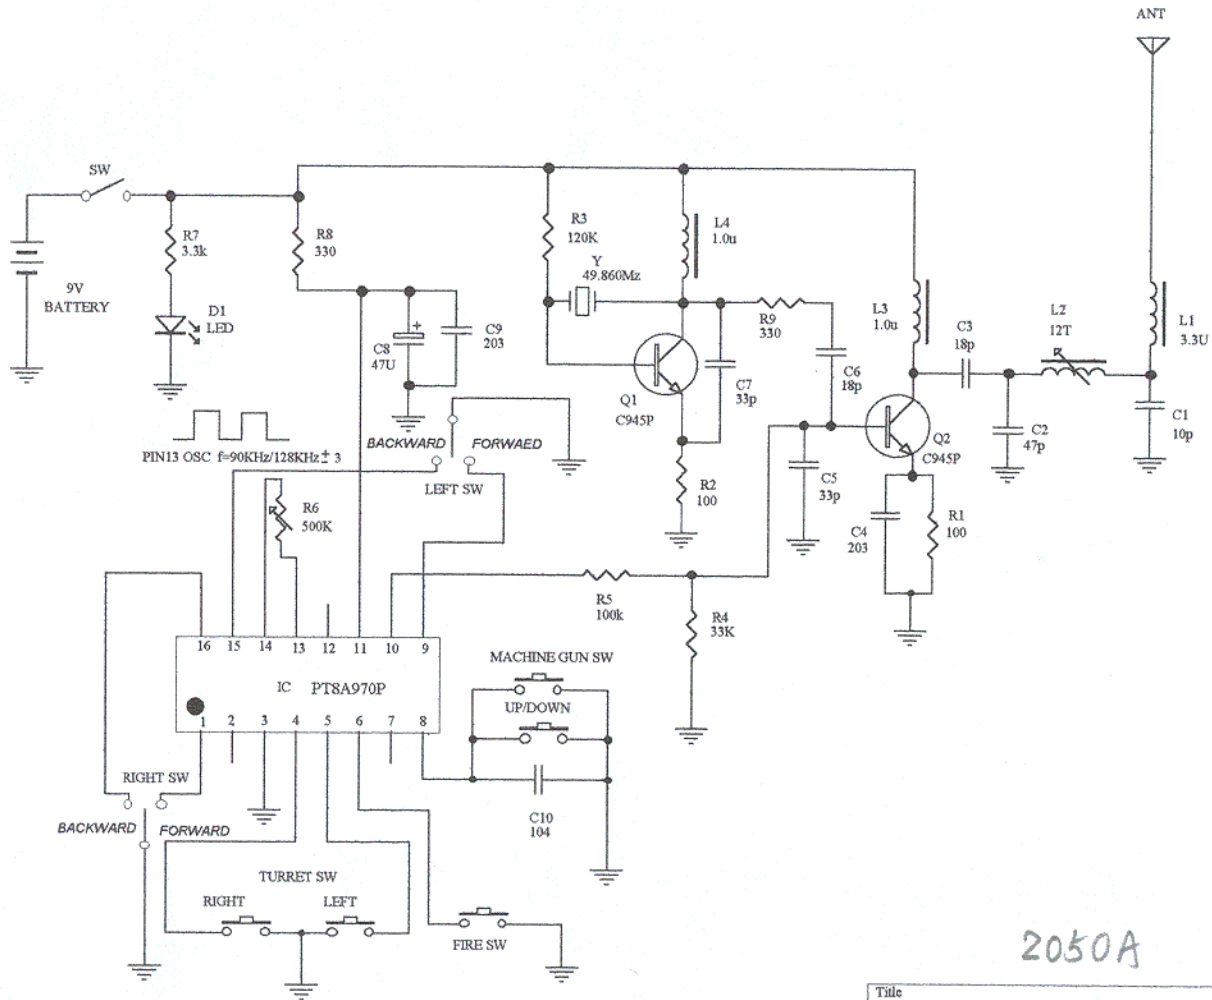 ANT
SW
R7
3.3k
R8
330
R3
120K
L4
1.0u
Y
49.860Mz
9V
BATTERY
D1
LED
C8
47U
C9
203
R9
330
L3
1.0u
C3
18p
L2
12T
L1
3.3U
Q1
C945P
C7
33p
C6
18p
Q2
C945P
C2
47p
C1
10p
PIN13 OSC f=90KHz/128KHz±3
BACKWARD
FORWAED
LEFT SW
R6
500K
R2
100
C5
33p
C4
203
R1
100
R5
100k
R4
33K
16 15 14 13 12 11 10 9
IC PT8A970P
1 2 3 4 5 6 7 8
MACHINE GUN SW
UP/DOWN
RIGHT SW
BACKWARD
FORWARD
C10
104
TURRET SW
RIGHT
LEFT
FIRE SW
2050A
Title